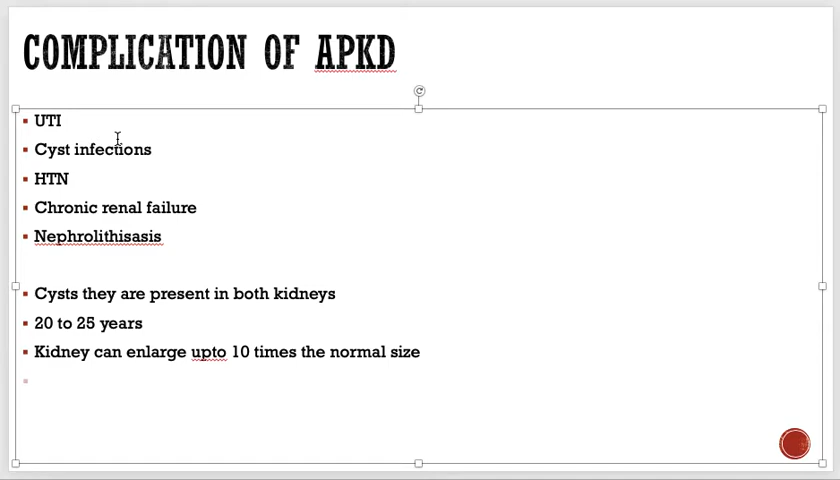 COMPLICATION OF APKD
UTI
Cyst infections
HTN
Chronic renal failure
Nephrolithisasis
Cysts they are present in both kidneys
20 to 25 years
Kidney can enlarge upto 10 times the normal size